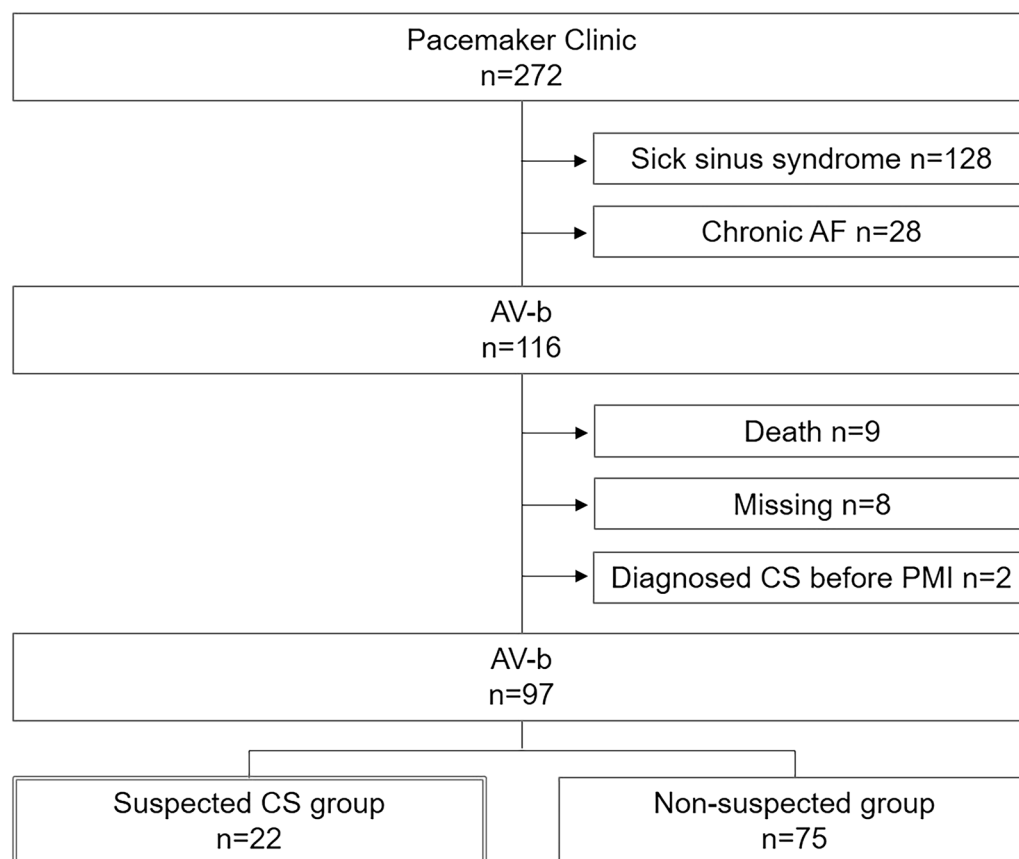 Pacemaker Clinic
n=272
Sick sinus syndrome n=128
Chronic AF n=28
AV-b
n=116
Death n=9
Missing n=8
Diagnosed CS before PMI n=2
AV-b
n=97
Suspected CS group
n=22
Non-suspected group
n=75